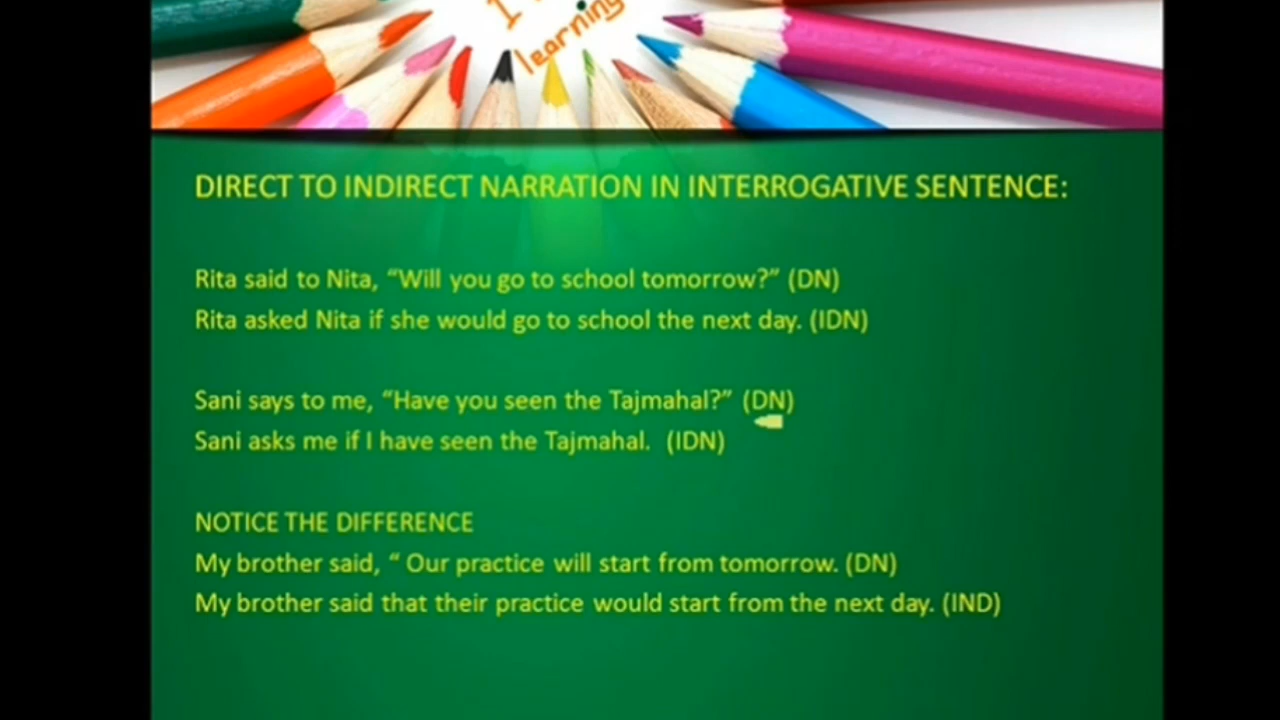 learning
DIRECT TO INDIRECT NARRATION IN INTERROGATIVE SENTENCE:
Rita said to Nita, “Will you go to school tomorrow?” (DN)
Rita asked Nita if she would go to school the next day. (IDN)
Sani says to me, “Have you seen the Tajmahal?” (DN)
Sani asks me if I have seen the Tajmahal. (IDN)
NOTICE THE DIFFERENCE
My brother said, “ Our practice will start from tomorrow. (DN)
My brother said that their practice would start from the next day. (IND)